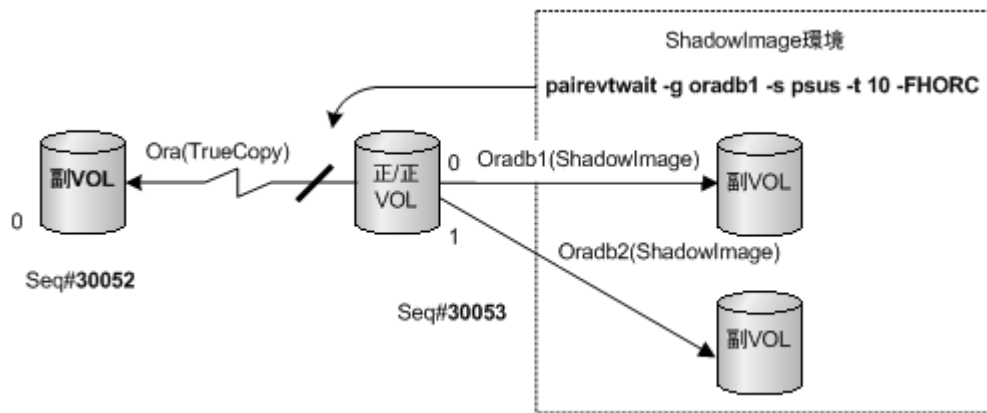 ShadowImage環境
pairevtwait -g oradb1 -s psus -t 10 -FHORC
Ora(TrueCopy)
副VOL
0
Seq#30052
正/正
VOL
0
1
Seq#30053
Oradb1(ShadowImage)
副VOL
Oradb2(ShadowImage)
副VOL